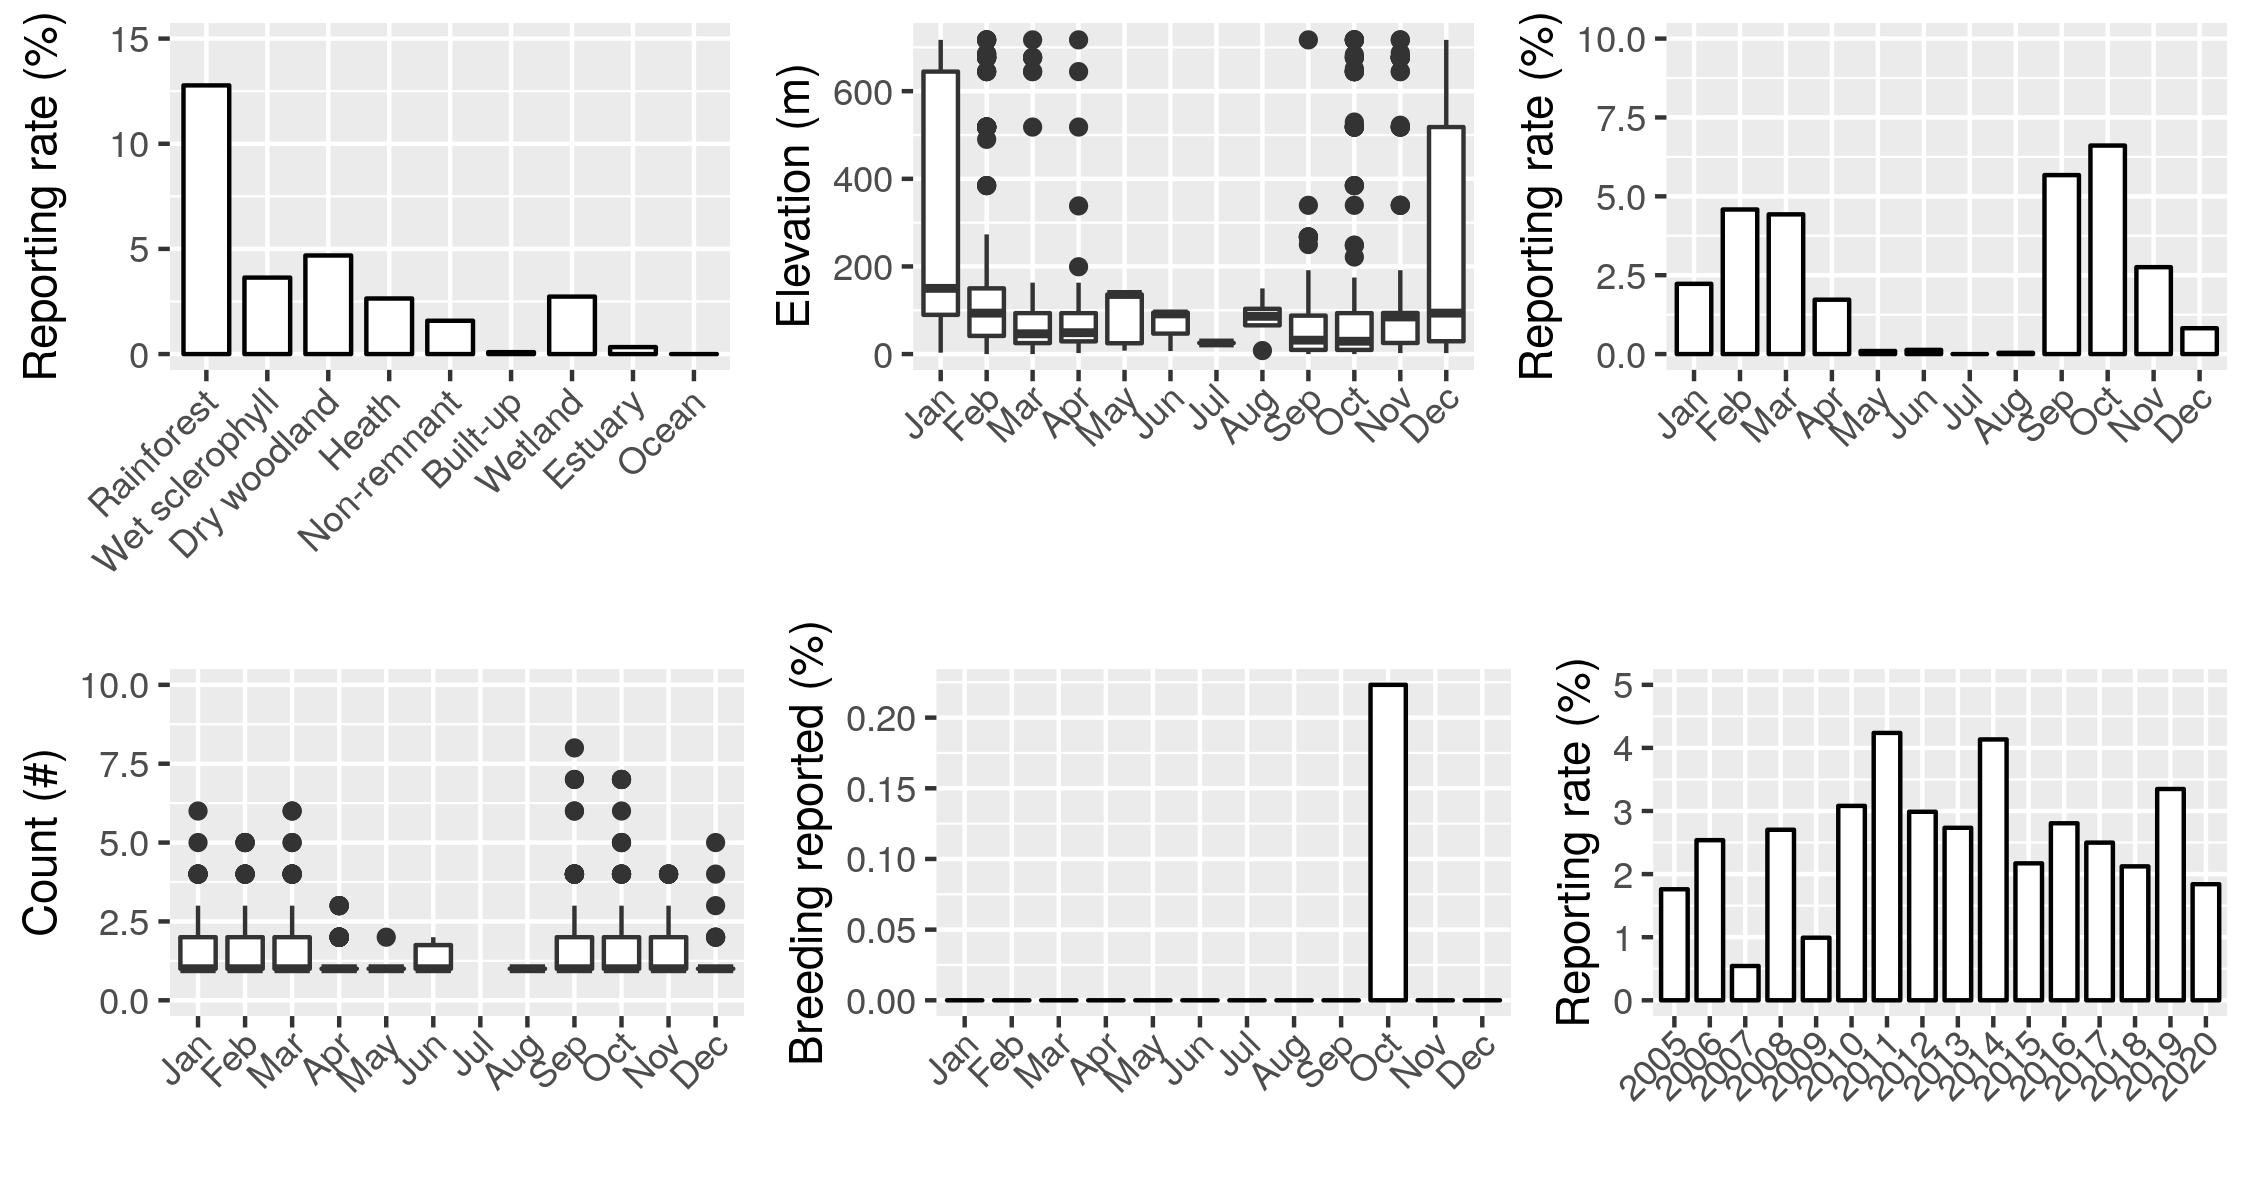 Reporting rate (%)
15
10
5
0
Rainforest
Wet sclerophyll
Dry woodland
Heath
Non-remnant
Built-up
Wetland
Estuary
Ocean
Elevation (m)
600
400
200
0
Jan
Feb
Mar
Apr
May
Jun
Jul
Aug
Sep
Oct
Nov
Dec
Reporting rate (%)
10.0
7.5
5.0
2.5
0.0
Jan
Feb
Mar
Apr
May
Jun
Jul
Aug
Sep
Oct
Nov
Dec
Count (#)
10.0
7.5
5.0
2.5
0.0
Jan
Feb
Mar
Apr
May
Jun
Jul
Aug
Sep
Oct
Nov
Dec
Breeding reported (%)
0.20
0.15
0.10
0.05
0.00
Jan
Feb
Mar
Apr
May
Jun
Jul
Aug
Sep
Oct
Nov
Dec
Reporting rate (%)
5
4
3
2
1
0
2005
2006
2007
2008
2009
2010
2011
2012
2013
2014
2015
2016
2017
2018
2019
2020